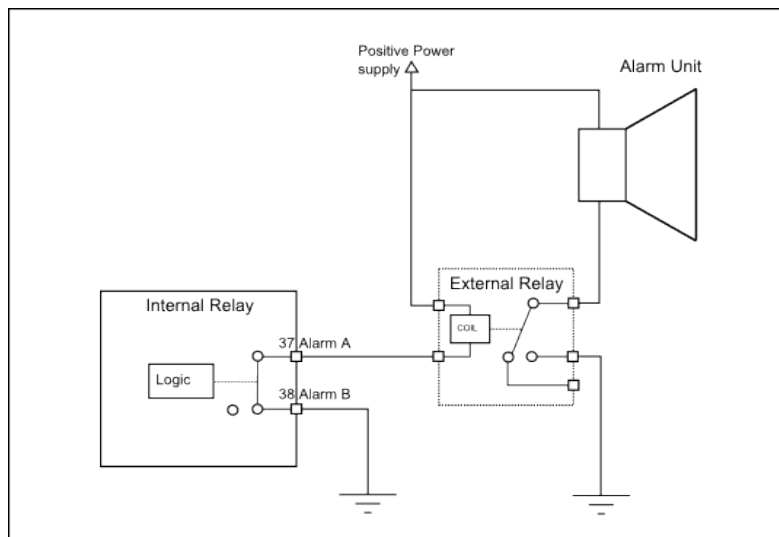 Positive Power
supply
Alarm Unit
External Relay
Internal Relay
COIL
37 Alarm A
Logic
38 Alarm B